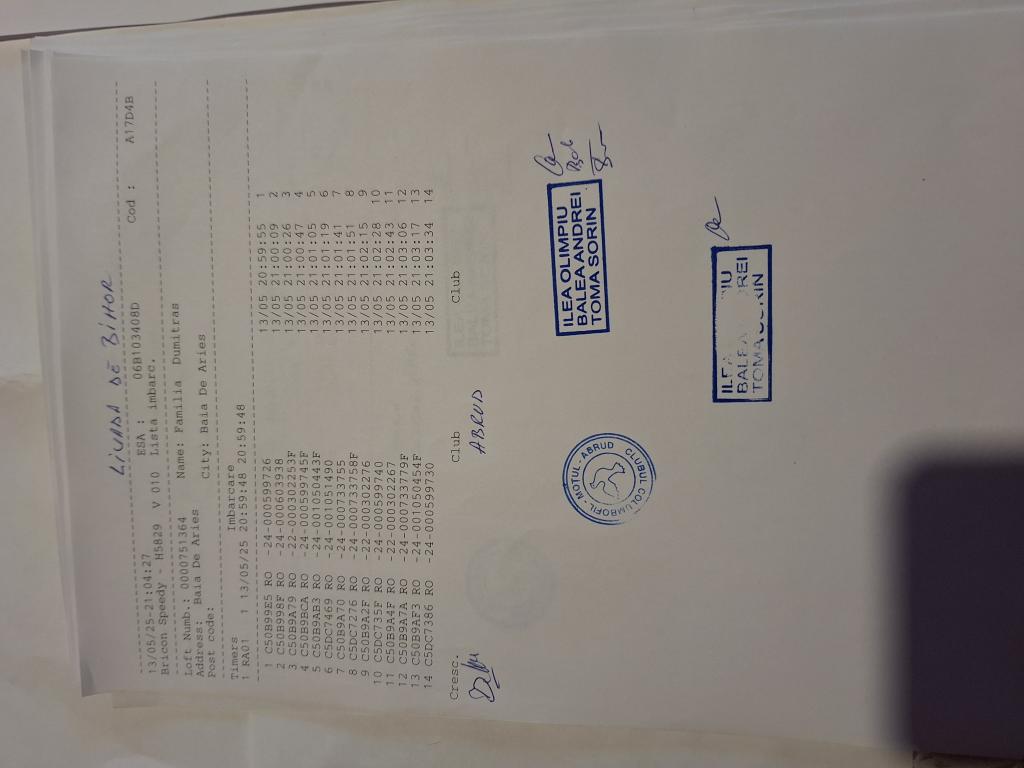 LIVADA DE BIHOR
13/05/25-21:04:27 ESA : 06B103408D Cod : A17D4B
Bricon Speedy - H5829 V 010 Lista imbarc.
Loft Numb.: 0000751364 Name: Familia Dumitras
Address: Baia De Aries City: Baia De Aries
Post code:
Timers Imbarcare
1 RA01 1 13/05/25 20:59:48 20:59:48
1 C50B99E5 RO -24-000599726 13/05 20:59:55 1
2 C50B998F RO -24-000603938 13/05 21:00:09 2
3 C50B9A79 RO -22-000302253F 13/05 21:00:26 3
4 C50B9BCA RO -24-000599745F 13/05 21:00:47 4
5 C50B9AB3 RO -24-001050443F 13/05 21:01:05 5
6 C5DC7469 RO -24-001051490 13/05 21:01:19 6
7 C50B9A70 RO -24-000733755 13/05 21:01:41 7
8 C5DC7276 RO -24-000733758F 13/05 21:01:51 8
9 C50B9A2F RO -22-000302276 13/05 21:02:15 9
10 C5DC735F RO -24-000599740 13/05 21:02:28 10
11 C50B9A4F RO -22-000302267 13/05 21:02:43 11
12 C50B9A7A RO -24-000733779F 13/05 21:03:06 12
13 C50B9AF3 RO -24-001050454F 13/05 21:03:17 13
14 C5DC7386 RO -24-000599730 13/05 21:03:34 14
Cresc. Club Club
ABRUD
CLUBUL COLUMBOFIL - MOTUL - ABRUD
ILEA OLIMPIU
BALEA ANDREI
TOMA SORIN
TOMA